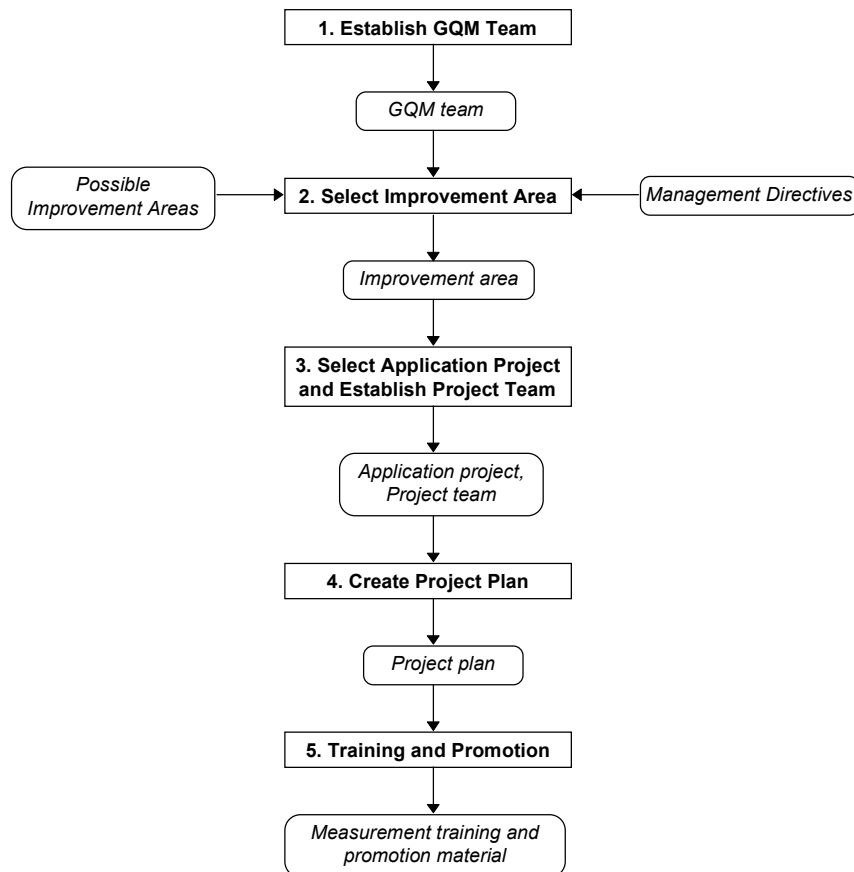 1. Establish GQM Team
GQM team
Possible
Improvement Areas
2. Select Improvement Area
Management Directives
Improvement area
3. Select Application Project
and Establish Project Team
Application project,
Project team
4. Create Project Plan
Project plan
5. Training and Promotion
Measurement training and
promotion material